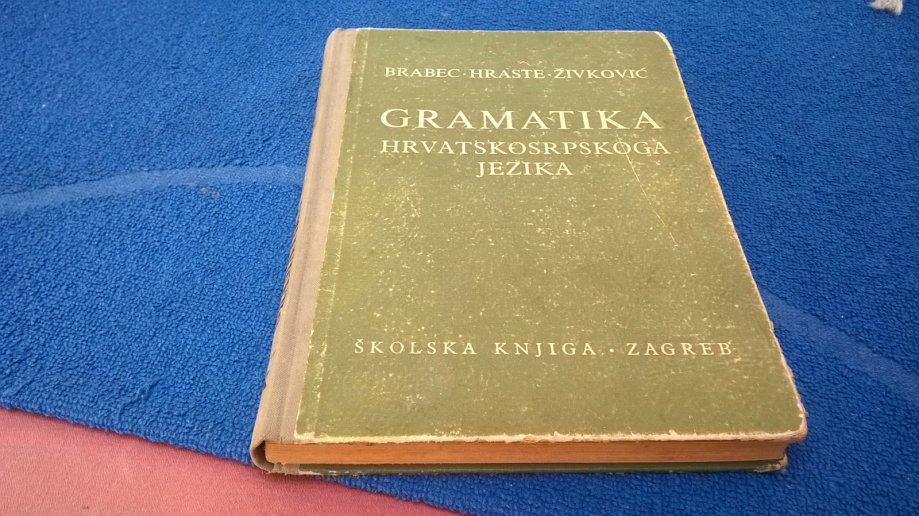 BRABEC · HRASTE · ŽIVKOVIĆ
GRAMATIKA
HRVATSKOSRPSKOGA
JEZIKA
ŠKOLSKA KNJIGA · ZAGREB